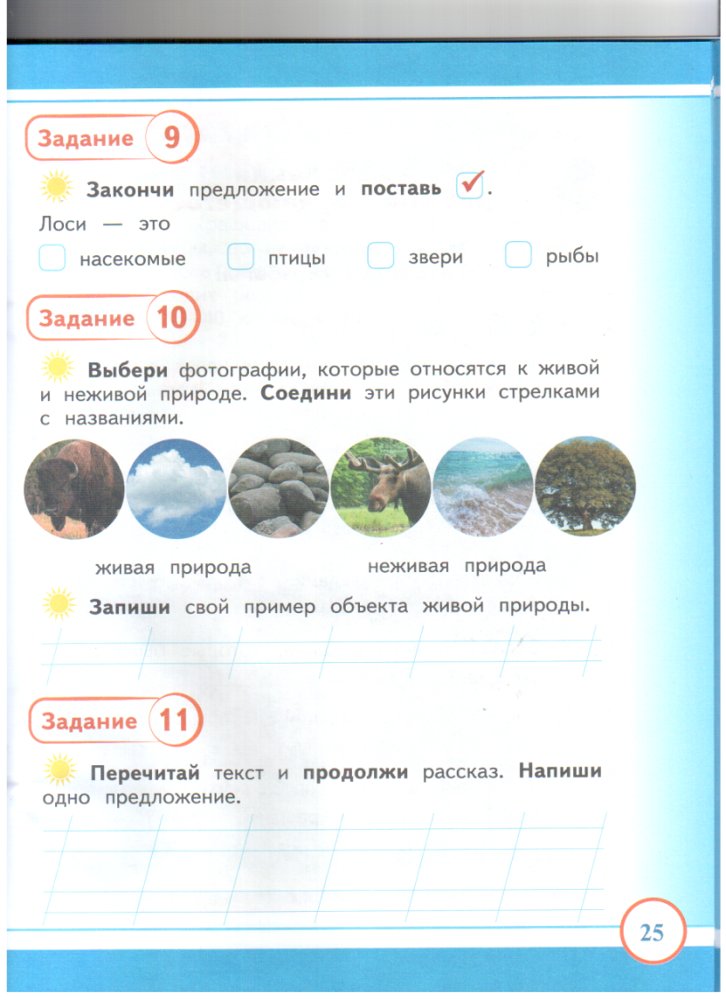 Задание 9
Закончи предложение и поставь ✓.
Лоси — это
насекомые птицы звери рыбы
Задание 10
Выбери фотографии, которые относятся к живой
и неживой природе. Соедини эти рисунки стрелками
с названиями.
живая природа неживая природа
Запиши свой пример объекта живой природы.
Задание 11
Перечитай текст и продолжи рассказ. Напиши
одно предложение.
25